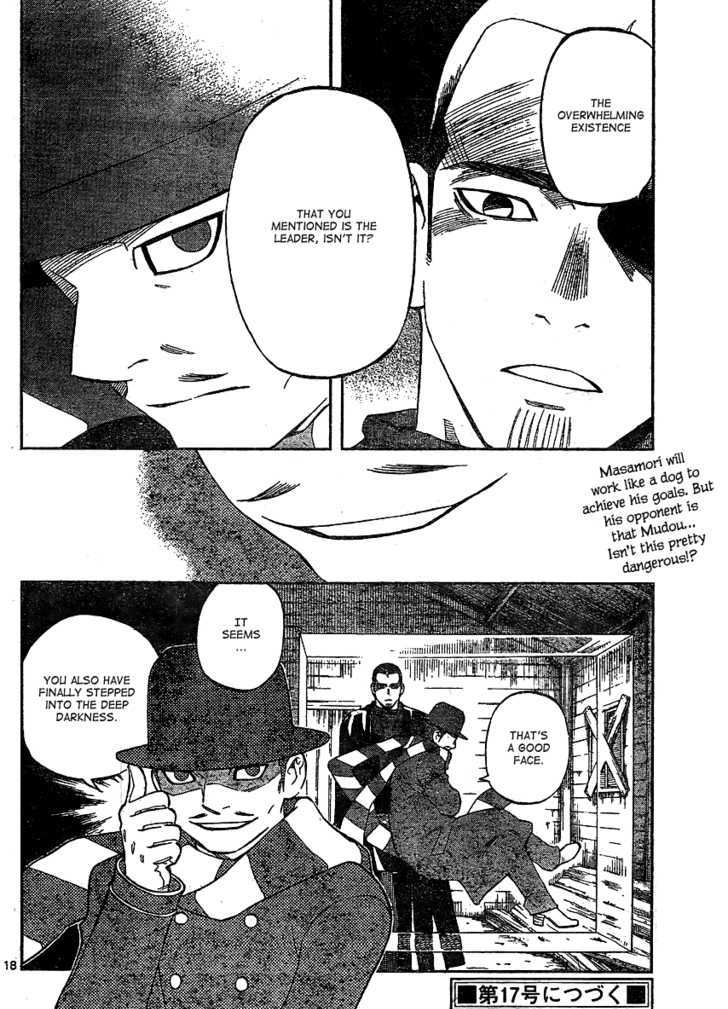 THE
OVERWHELMING
EXISTENCE
THAT YOU
MENTIONED IS THE
LEADER, ISN'T IT?
Masamori will
work like a dog to
achieve his goals. But
his opponent is
that Mudou...
Isn't this pretty
dangerous!?
THAT'S
A GOOD
FACE.
IT
SEEMS
...
YOU ALSO HAVE
FINALLY STEPPED
INTO THE DEEP
DARKNESS.
18
■第17号につづく■